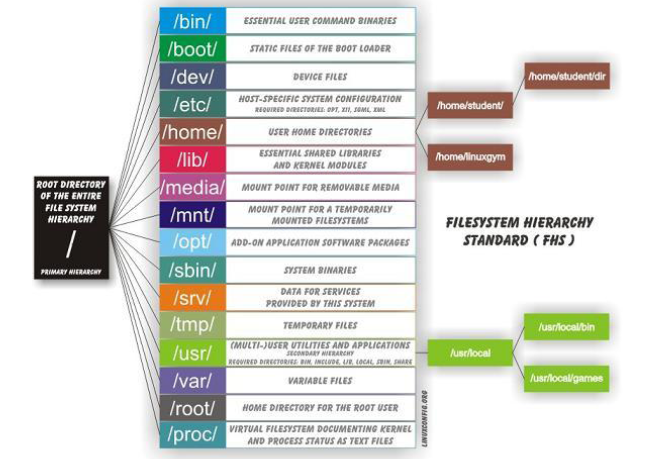 ROOT DIRECTORY
OF THE ENTIRE
FILE SYSTEM
HIERARCHY
/
PRIMARY HIERARCHY
/bin/ ESSENTIAL USER COMMAND BINARIES
/boot/ STATIC FILES OF THE BOOT LOADER
/dev/ DEVICE FILES
/etc/ HOST-SPECIFIC SYSTEM CONFIGURATION
REQUIRED DIRECTORIES: OPT, X11, SGML, XML
/home/ USER HOME DIRECTORIES
/lib/ ESSENTIAL SHARED LIBRARIES
AND KERNEL MODULES
/media/ MOUNT POINT FOR REMOVABLE MEDIA
/mnt/ MOUNT POINT FOR A TEMPORARILY
MOUNTED FILESYSTEMS
/opt/ ADD-ON APPLICATION SOFTWARE PACKAGES
/sbin/ SYSTEM BINARIES
/srv/ DATA FOR SERVICES
PROVIDED BY THIS SYSTEM
/tmp/ TEMPORARY FILES
/usr/ (MULTI-)USER UTILITIES AND APPLICATIONS
SECONDARY HIERARCHY
REQUIRED DIRECTORIES: BIN, INCLUDE, LIB, LOCAL, SBIN, SHARE
/var/ VARIABLE FILES
/root/ HOME DIRECTORY FOR THE ROOT USER
/proc/ VIRTUAL FILESYSTEM DOCUMENTING KERNEL
AND PROCESS STATUS AS TEXT FILES
/home/student/
/home/student/dir
/home/linuxgym
FILESYSTEM HIERARCHY
STANDARD ( FHS )
/usr/local
/usr/local/bin
/usr/local/games
LINUXCONFIG.ORG